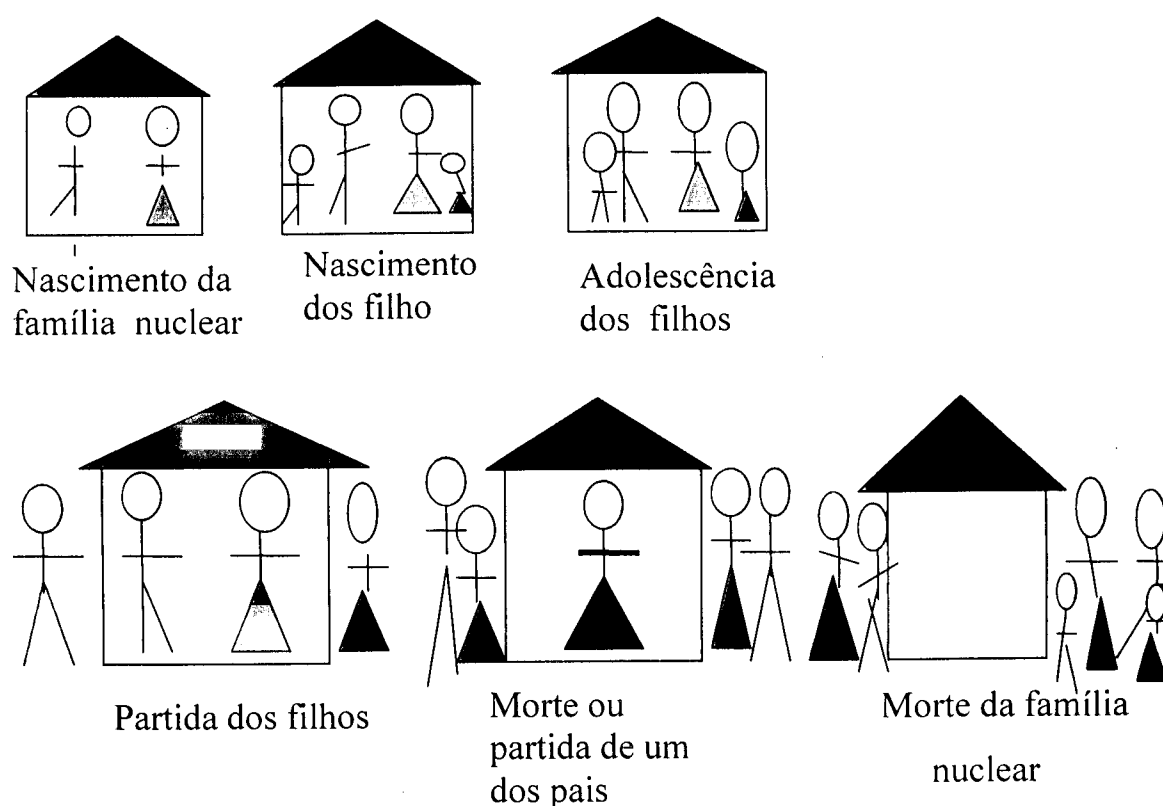 Nascimento da
família nuclear
Nascimento
dos filho
Adolescência
dos filhos
Partida dos filhos
Morte ou
partida de um
dos pais
Morte da família
nuclear